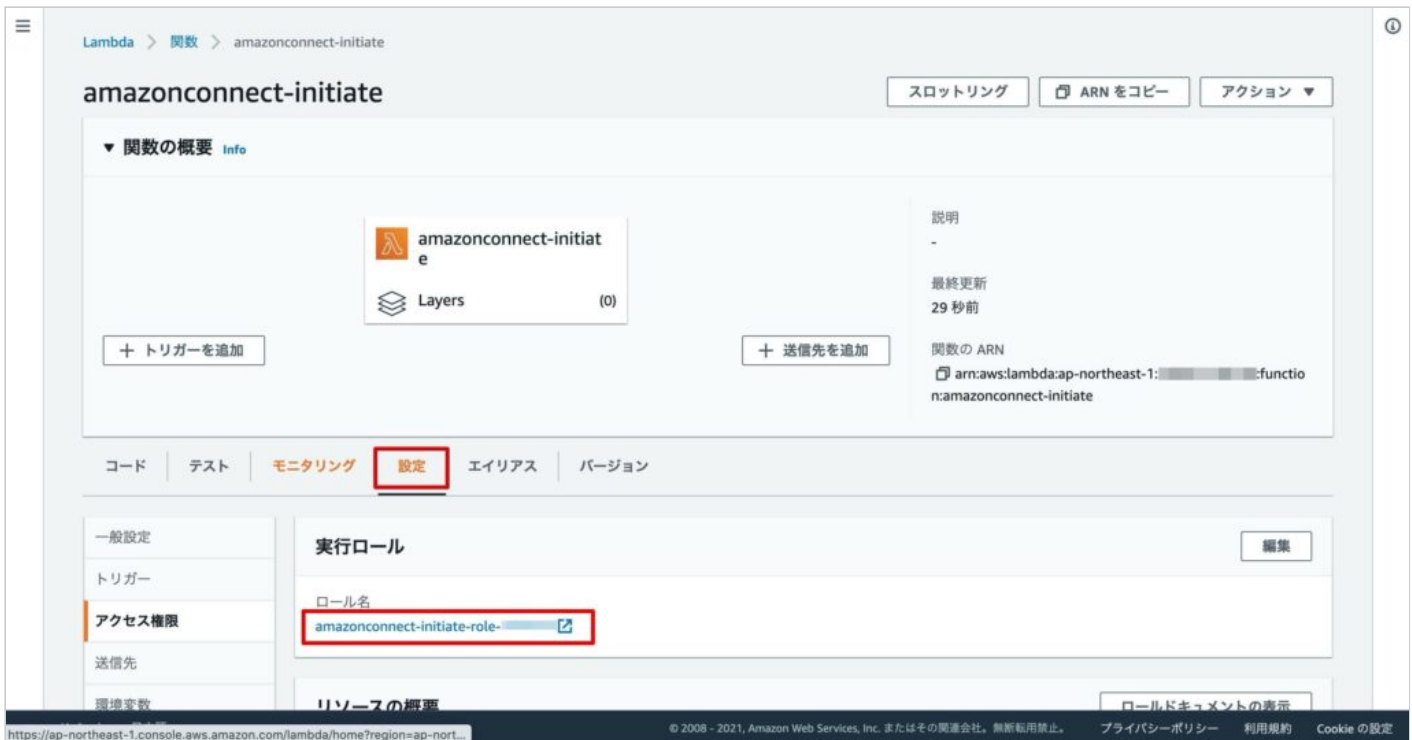 Lambda > 関数 > amazonconnect-initiate
amazonconnect-initiate
スロットリング
ARN をコピー
アクション ▼
▼ 関数の概要 Info
amazonconnect-initiat
e
Layers (0)
+ トリガーを追加
+ 送信先を追加
説明
-
最終更新
29 秒前
関数の ARN
arn:aws:lambda:ap-northeast-1: :functio
n:amazonconnect-initiate
コード
テスト
モニタリング
設定
エイリアス
バージョン
一般設定
トリガー
アクセス権限
送信先
環境変数
実行ロール
編集
ロール名
amazonconnect-initiate-role-
リソースの概要
ロールドキュメントの表示
https://ap-northeast-1.console.aws.amazon.com/lambda/home?region=ap-nort...
© 2008 - 2021, Amazon Web Services, Inc. またはその関連会社。無断転用禁止。
プライバシーポリシー
利用規約
Cookie の設定